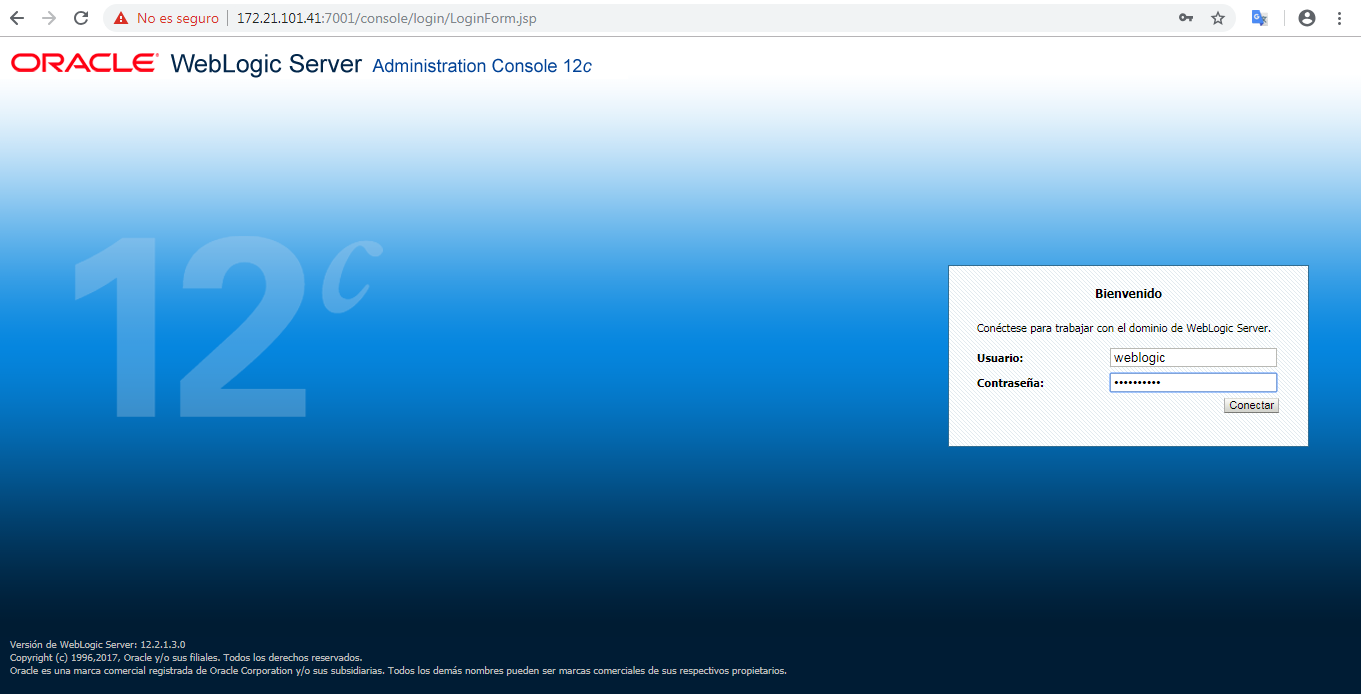 No es seguro 172.21.101.41:7001/console/login/LoginForm.jsp
ORACLE WebLogic Server Administration Console 12c
12c
Bienvenido
Conéctese para trabajar con el dominio de WebLogic Server.
Usuario: weblogic
Contraseña: ••••••••••
Conectar
Versión de WebLogic Server: 12.2.1.3.0
Copyright (c) 1996,2017, Oracle y/o sus filiales. Todos los derechos reservados.
Oracle es una marca comercial registrada de Oracle Corporation y/o sus subsidiarias. Todos los demás nombres pueden ser marcas comerciales de sus respectivos propietarios.